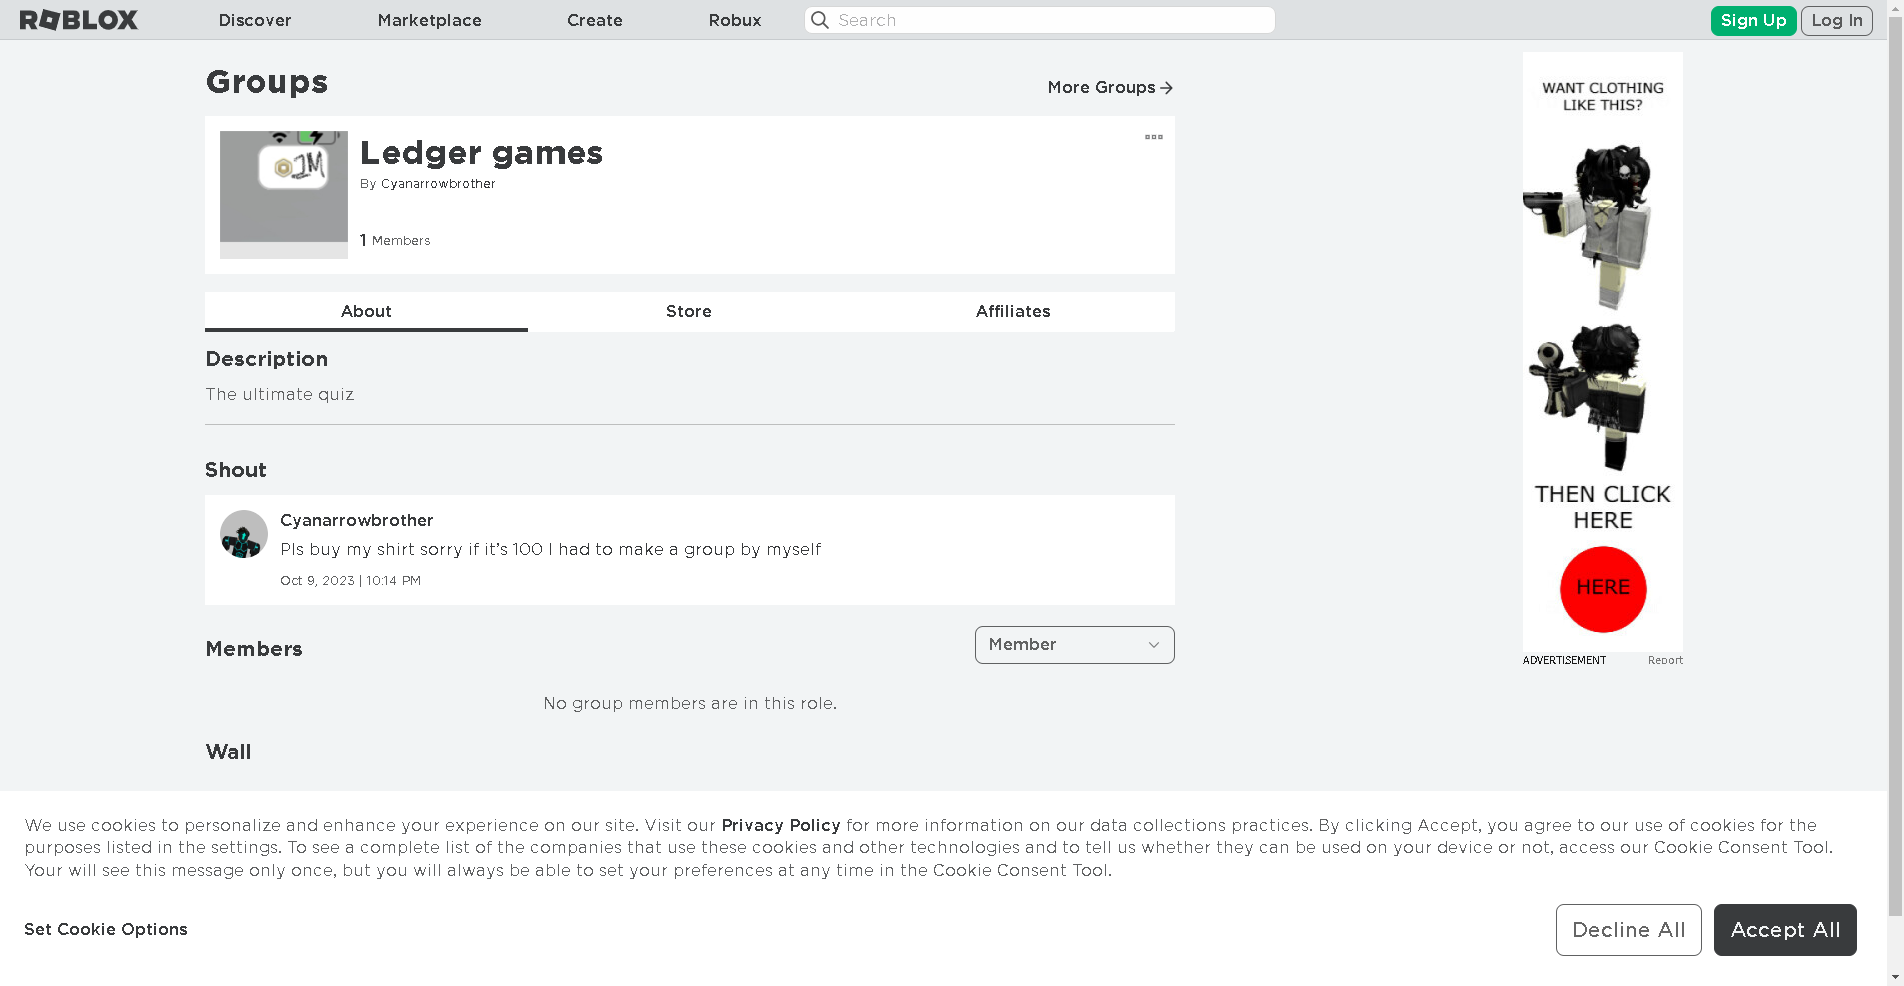 ROBLOX
Discover
Marketplace
Create
Robux
Search
Sign Up
Log In
Groups
More Groups
1M
Ledger games
By Cyanarrowbrother
1 Members
About
Store
Affiliates
Description
The ultimate quiz
Shout
Cyanarrowbrother
Pls buy my shirt sorry if it’s 100 I had to make a group by myself
Oct 9, 2023 | 10:14 PM
Members
Member
No group members are in this role.
Wall
WANT CLOTHING
LIKE THIS?
THEN CLICK
HERE
HERE
ADVERTISEMENT
Report
We use cookies to personalize and enhance your experience on our site. Visit our Privacy Policy for more information on our data collections practices. By clicking Accept, you agree to our use of cookies for the
purposes listed in the settings. To see a complete list of the companies that use these cookies and other technologies and to tell us whether they can be used on your device or not, access our Cookie Consent Tool.
Your will see this message only once, but you will always be able to set your preferences at any time in the Cookie Consent Tool.
Set Cookie Options
Decline All
Accept All